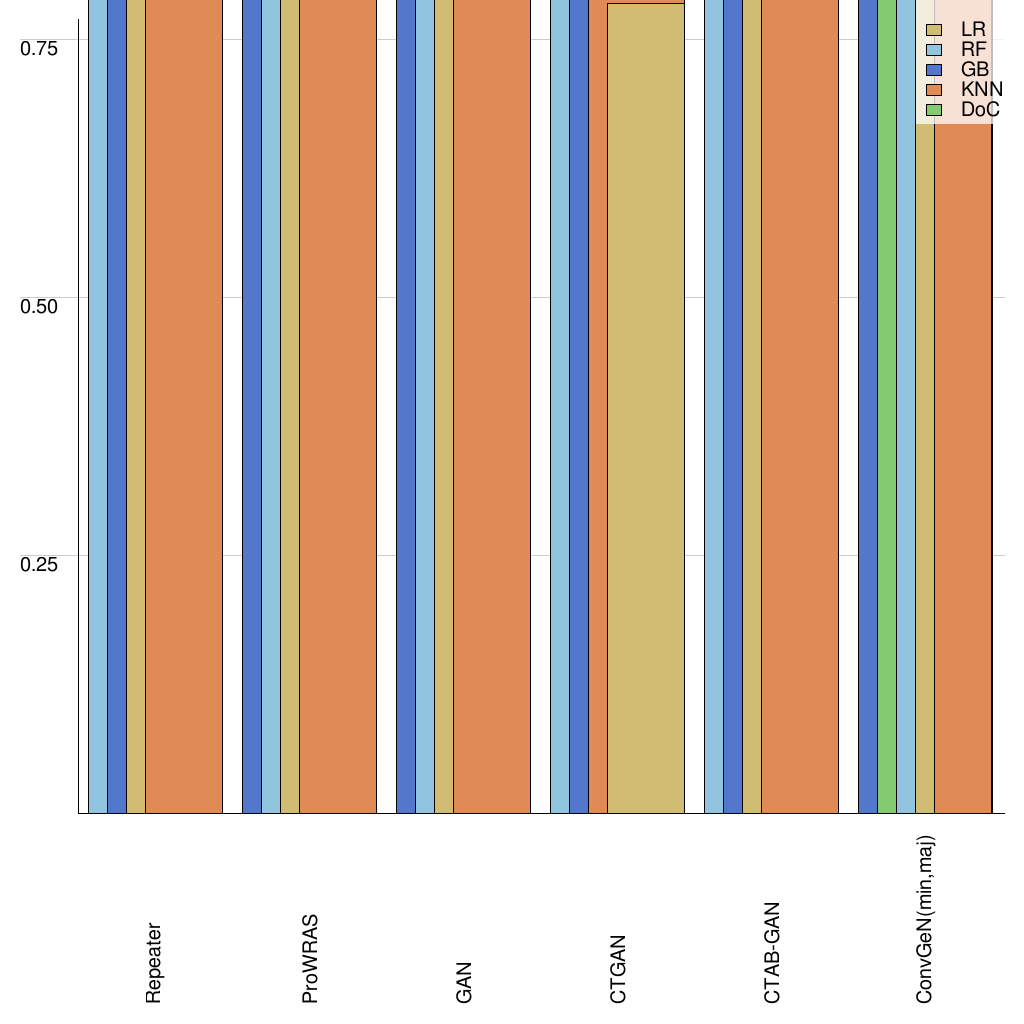 0.75
0.50
0.25
LR
RF
GB
KNN
DoC
Repeater
ProWRAS
GAN
CTGAN
CTAB-GAN
ConvGeN(min,maj)